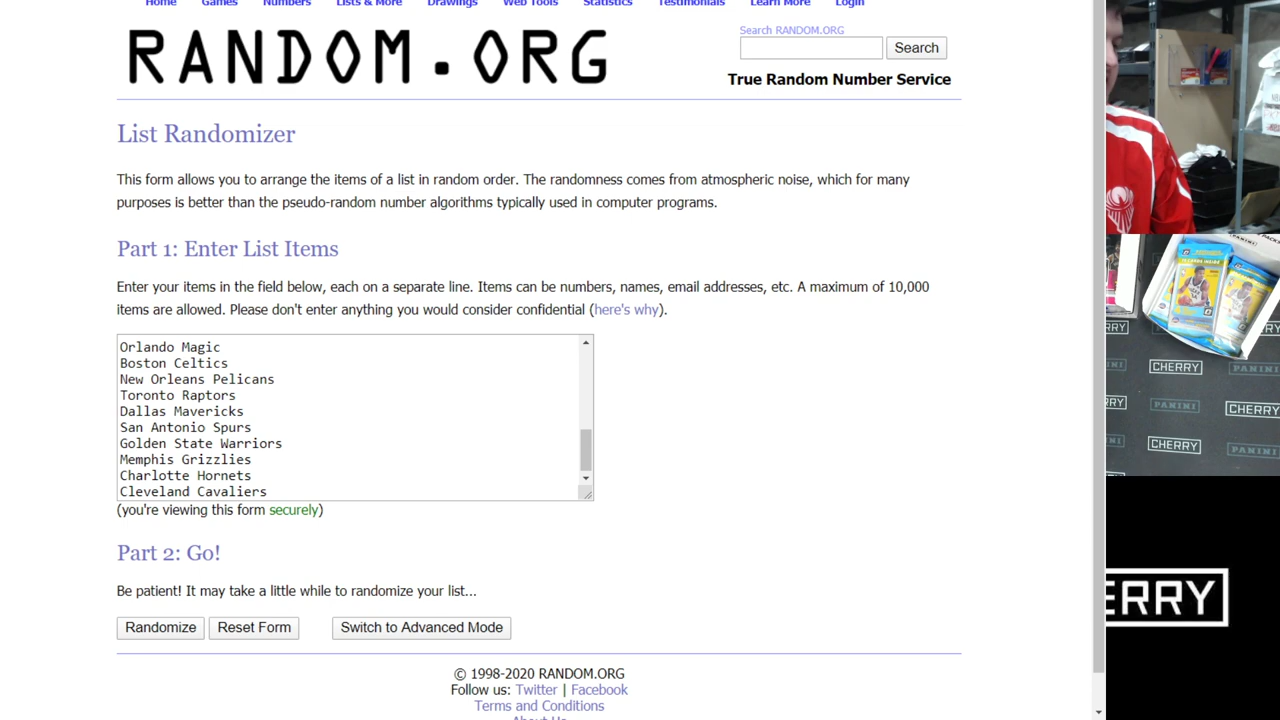 Home Games Numbers Lists & More Drawings Web Tools Statistics Testimonials Learn More Login
RANDOM.ORG
Search RANDOM.ORG
Search
True Random Number Service
List Randomizer
This form allows you to arrange the items of a list in random order. The randomness comes from atmospheric noise, which for many
purposes is better than the pseudo-random number algorithms typically used in computer programs.
Part 1: Enter List Items
Enter your items in the field below, each on a separate line. Items can be numbers, names, email addresses, etc. A maximum of 10,000
items are allowed. Please don't enter anything you would consider confidential (here's why).
Orlando Magic
Boston Celtics
New Orleans Pelicans
Toronto Raptors
Dallas Mavericks
San Antonio Spurs
Golden State Warriors
Memphis Grizzlies
Charlotte Hornets
Cleveland Cavaliers
(you're viewing this form securely)
Part 2: Go!
Be patient! It may take a little while to randomize your list...
Randomize Reset Form Switch to Advanced Mode
© 1998-2020 RANDOM.ORG
Follow us: Twitter | Facebook
Terms and Conditions
About Us
PANINI
CHERRY PANINI
PANINI CHERRY
CHERRY PANINI
ERRY